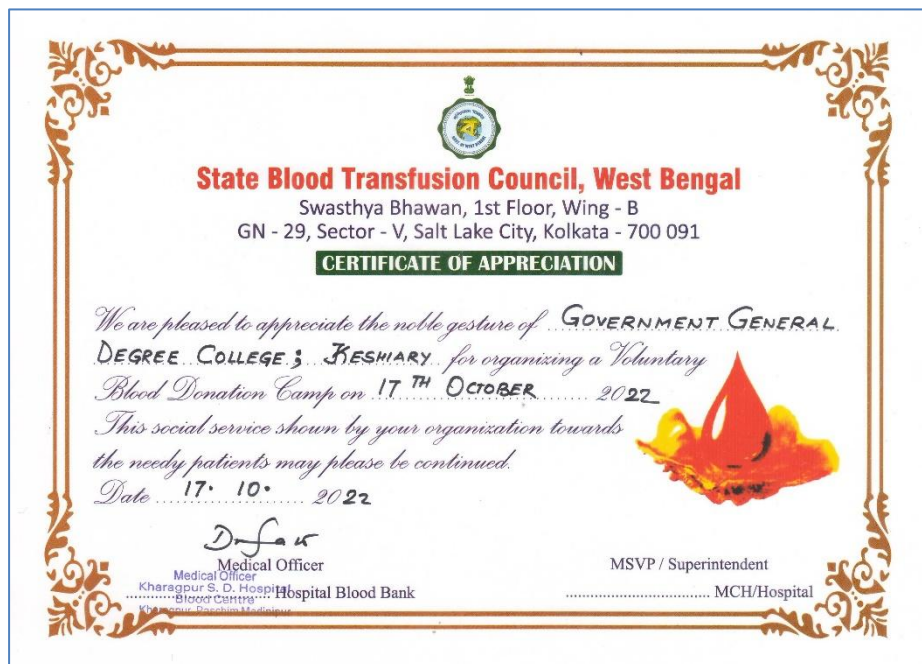 State Blood Transfusion Council, West Bengal
Swasthya Bhawan, 1st Floor, Wing - B
GN - 29, Sector - V, Salt Lake City, Kolkata - 700 091
CERTIFICATE OF APPRECIATION
We are pleased to appreciate the noble gesture of GOVERNMENT GENERAL
DEGREE COLLEGE; KESHIARY for organizing a Voluntary
Blood Donation Camp on 17TH OCTOBER 2022
This social service shown by your organization towards
the needy patients may please be continued.
Date 17. 10. 2022
Medical Officer
Medical Officer
Kharagpur S. D. Hospital
Blood Centre
Kharagpur, Paschim Medinipur
Hospital Blood Bank
MSVP / Superintendent
MCH/Hospital